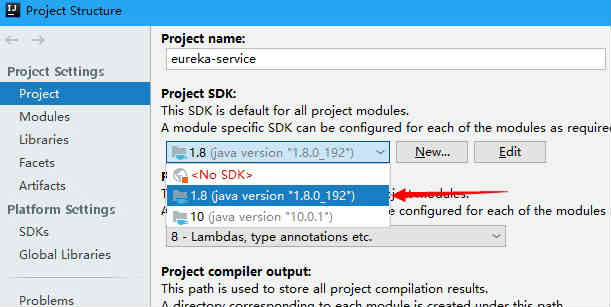 Project Structure
Project Settings
Project
Modules
Libraries
Facets
Artifacts
Platform Settings
SDKs
Global Libraries
Problems
Project name:
eureka-service
Project SDK:
This SDK is default for all project modules.
A module specific SDK can be configured for each of the modules as required
1.8 (java version "1.8.0_192")
New...
Edit
<No SDK>
1.8 (java version "1.8.0_192")
modules.
10 (java version "10.0.1")
e configured for each of the modules
8 - Lambdas, type annotations etc.
Project compiler output:
This path is used to store all project compilation results.
A directory corresponding to each module is created under this path